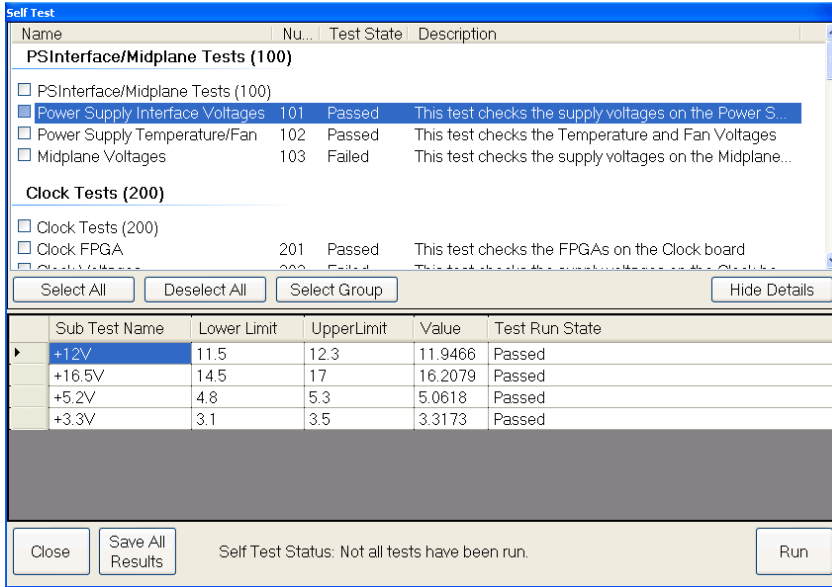 Self Test
Name Nu... Test State Description
PSInterface/Midplane Tests (100)
PSInterface/Midplane Tests (100)
Power Supply Interface Voltages 101 Passed This test checks the supply voltages on the Power S...
Power Supply Temperature/Fan 102 Passed This test checks the Temperature and Fan Voltages
Midplane Voltages 103 Failed This test checks the supply voltages on the Midplane...
Clock Tests (200)
Clock Tests (200)
Clock FPGA 201 Passed This test checks the FPGAs on the Clock board
Select All Deselect All Select Group Hide Details
Sub Test Name Lower Limit UpperLimit Value Test Run State
+12V 11.5 12.3 11.9466 Passed
+16.5V 14.5 17 16.2079 Passed
+5.2V 4.8 5.3 5.0618 Passed
+3.3V 3.1 3.5 3.3173 Passed
Close Save All Results Self Test Status: Not all tests have been run. Run